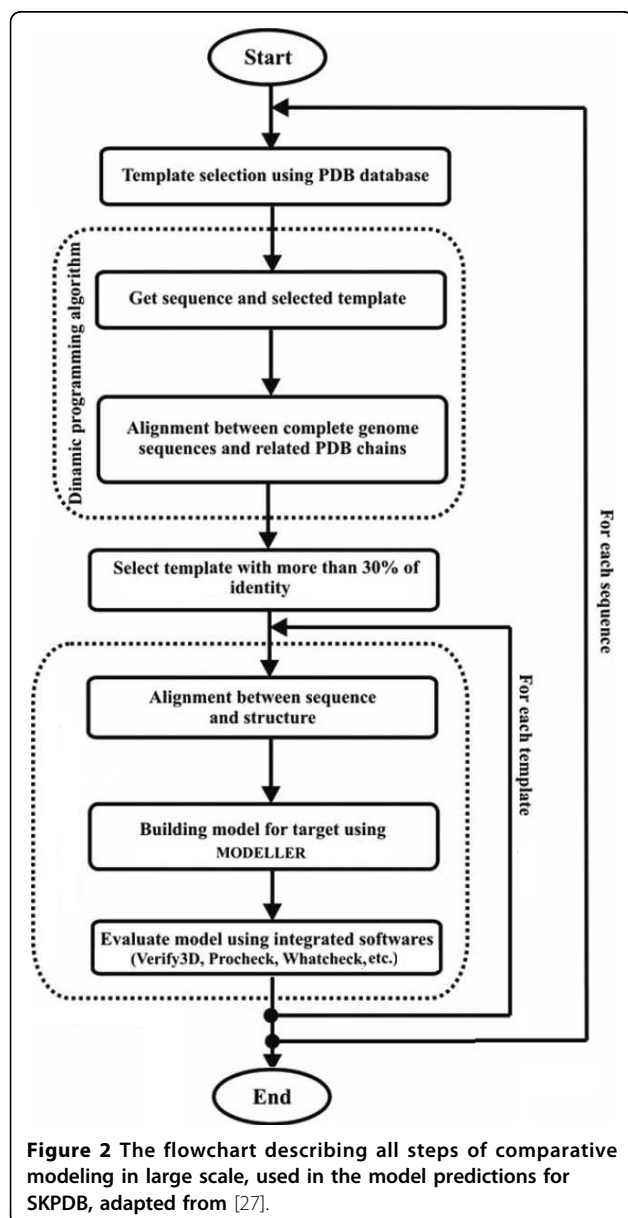 Start
Template selection using PDB database
Dinamic programming algorithm
Get sequence and selected template
Alignment between complete genome
sequences and related PDB chains
Select template with more than 30% of
identity
For each sequence
For each template
Alignment between sequence
and structure
Building model for target using
MODELLER
Evaluate model using integrated softwares
(Verify3D, Procheck, Whatcheck, etc.)
End
Figure 2 The flowchart describing all steps of comparative
modeling in large scale, used in the model predictions for
SKPDB, adapted from [27].